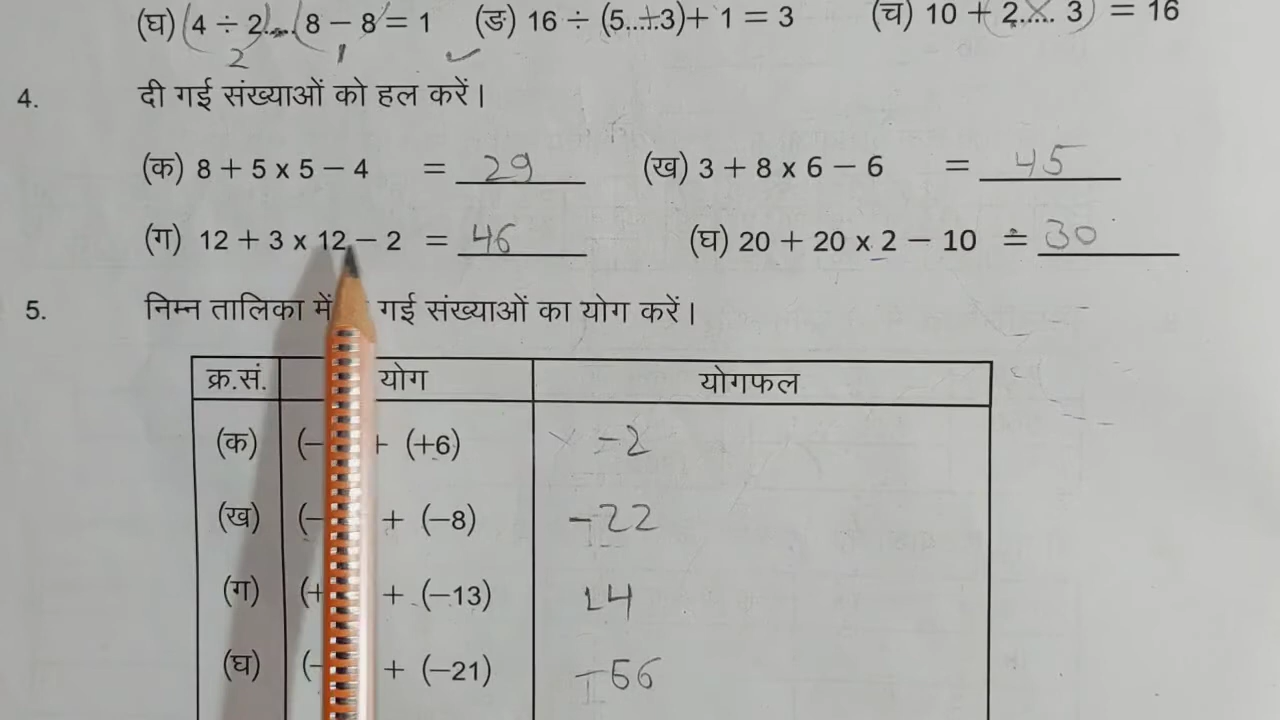 (घ) (4 ÷ 2)....(8 – 8 = 1 (ङ) 16 ÷ (5..+..3)+ 1 = 3 (च) 10 + (2..×.. 3) = 16
2 1 ✓
4. दी गई संख्याओं को हल करें।
(क) 8 + 5 x 5 – 4 = 29 (ख) 3 + 8 x 6 – 6 = 45
(ग) 12 + 3 x 12 – 2 = 46 (घ) 20 + 20 x 2 – 10 = 30
5. निम्न तालिका में गई संख्याओं का योग करें।
क्र.सं. योग योगफल
(क) (– + (+6) -2
(ख) (– + (–8) -22
(ग) (+ + (–13) 14
(घ) (– + (–21) -56